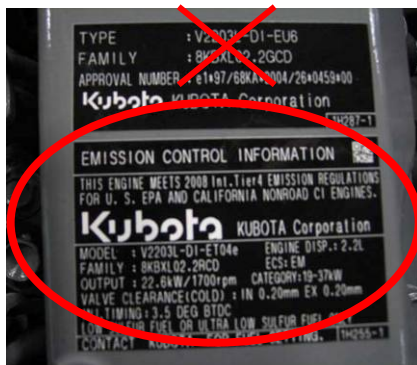 TYPE : V2203L-DI-EU6
FAMILY : 8KBXL02.2GCD
APPROVAL NUMBER : e1*97/68KA*2004/26*0459*00
Kubota KUBOTA Corporation
1H287-1
EMISSION CONTROL INFORMATION
THIS ENGINE MEETS 2008 Int.Tier4 EMISSION REGULATIONS
FOR U. S. EPA AND CALIFORNIA NONROAD CI ENGINES.
Kubota KUBOTA Corporation
MODEL : V2203L-DI-ET04e ENGINE DISP.: 2.2L
FAMILY : 8KBXL02.2RCD ECS: EM
OUTPUT : 22.6kW/1700rpm CATEGORY:19-37kW
VALVE CLEARANCE(COLD) : IN 0.20mm EX 0.20mm
INJ.TIMING: 3.5 DEG BTDC
LOW SULFUR FUEL OR ULTRA LOW SULFUR FUEL ONLY
CONTACT KUBOTA FOR FUEL SETTING. 1H255-1